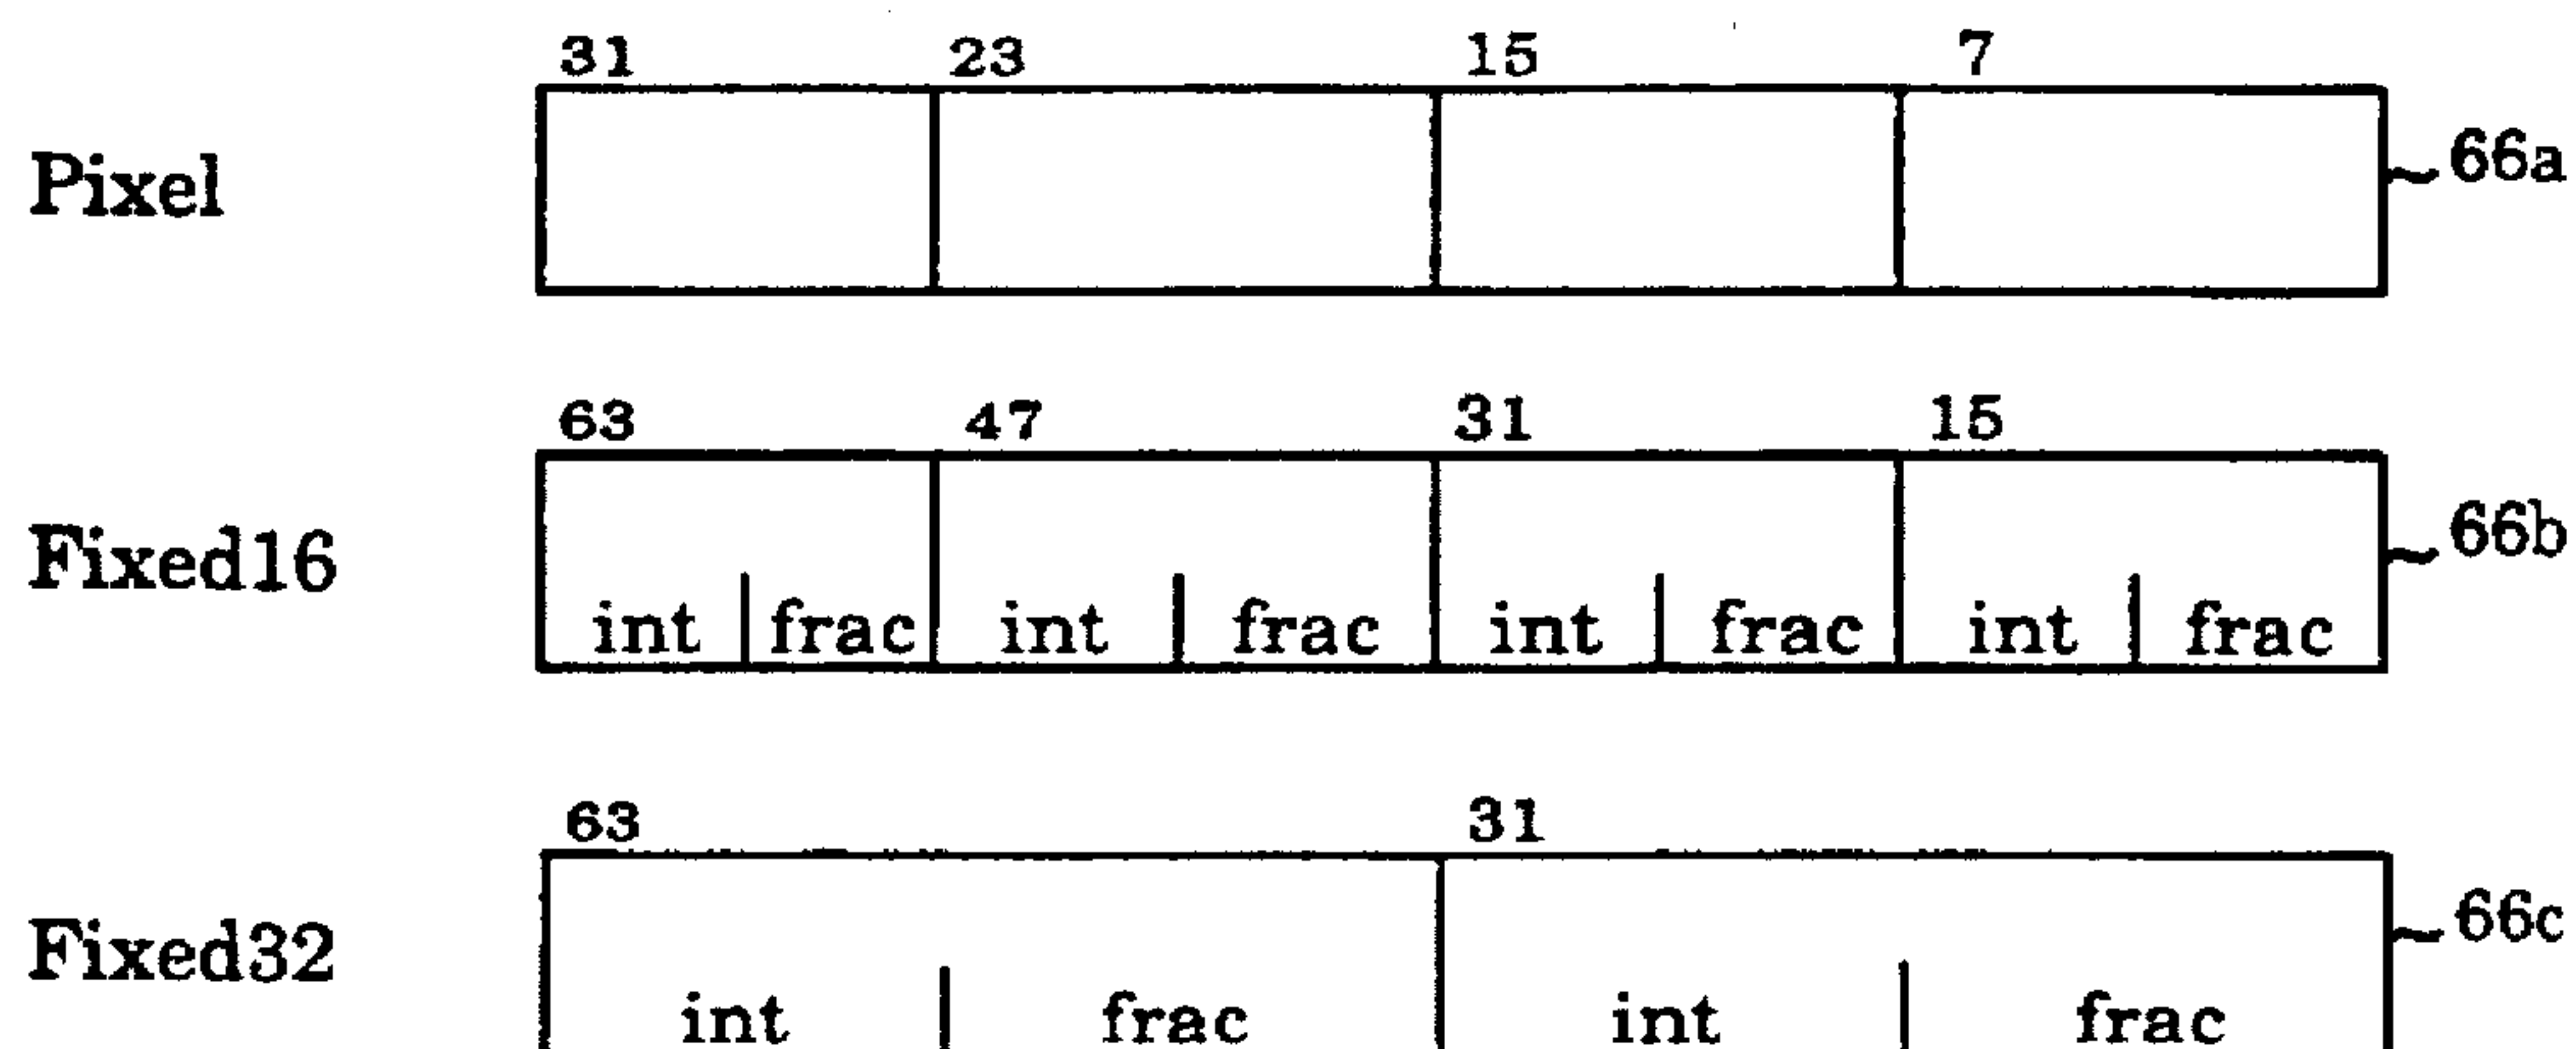 31 23 15 7
Pixel 66a
63 47 31 15
Fixed16 66b
int frac int frac int frac int frac
63 31
Fixed32 66c
int frac int frac